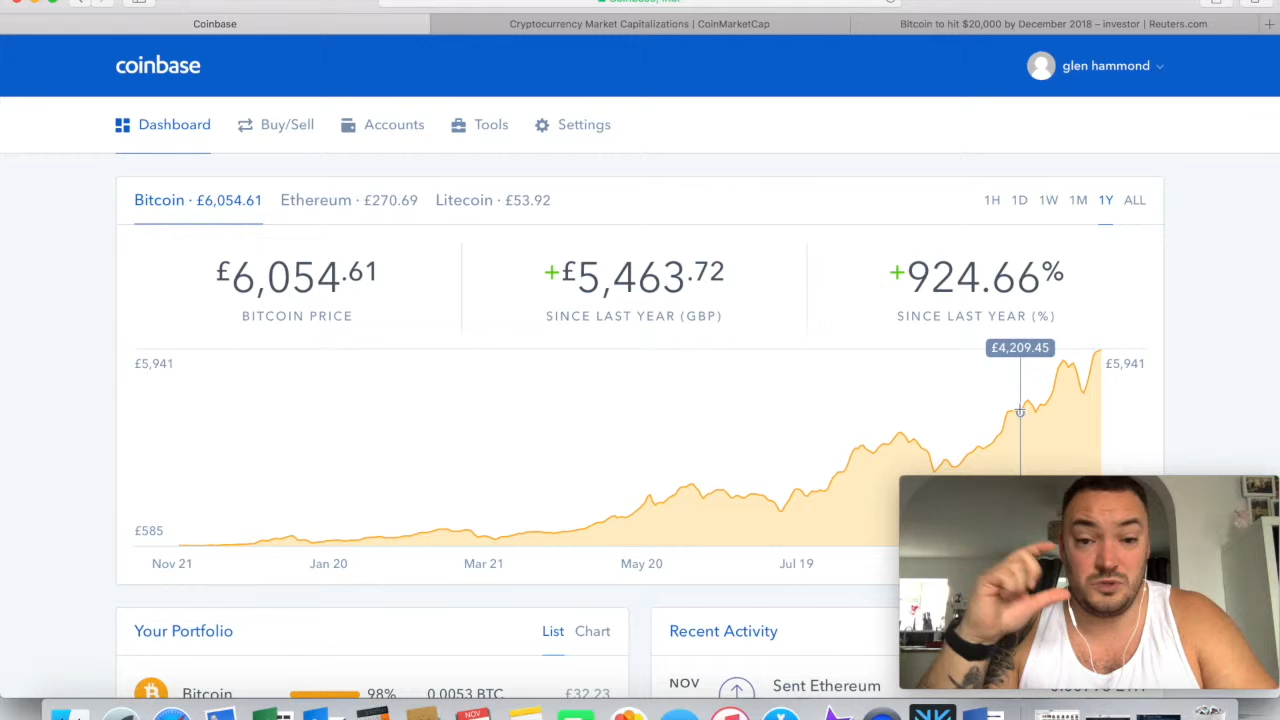 Coinbase
Cryptocurrency Market Capitalizations | CoinMarketCap
Bitcoin to hit $20,000 by December 2018 – investor | Reuters.com
coinbase
glen hammond
Dashboard
Buy/Sell
Accounts
Tools
Settings
Bitcoin · £6,054.61
Ethereum · £270.69
Litecoin · £53.92
1H 1D 1W 1M 1Y ALL
£6,054.61
BITCOIN PRICE
+£5,463.72
SINCE LAST YEAR (GBP)
+924.66%
SINCE LAST YEAR (%)
£4,209.45
£5,941
£5,941
£585
Nov 21
Jan 20
Mar 21
May 20
Jul 19
Your Portfolio
List Chart
Recent Activity
Bitcoin
98%
0.0053 BTC
£32.23
NOV
Sent Ethereum
NOV